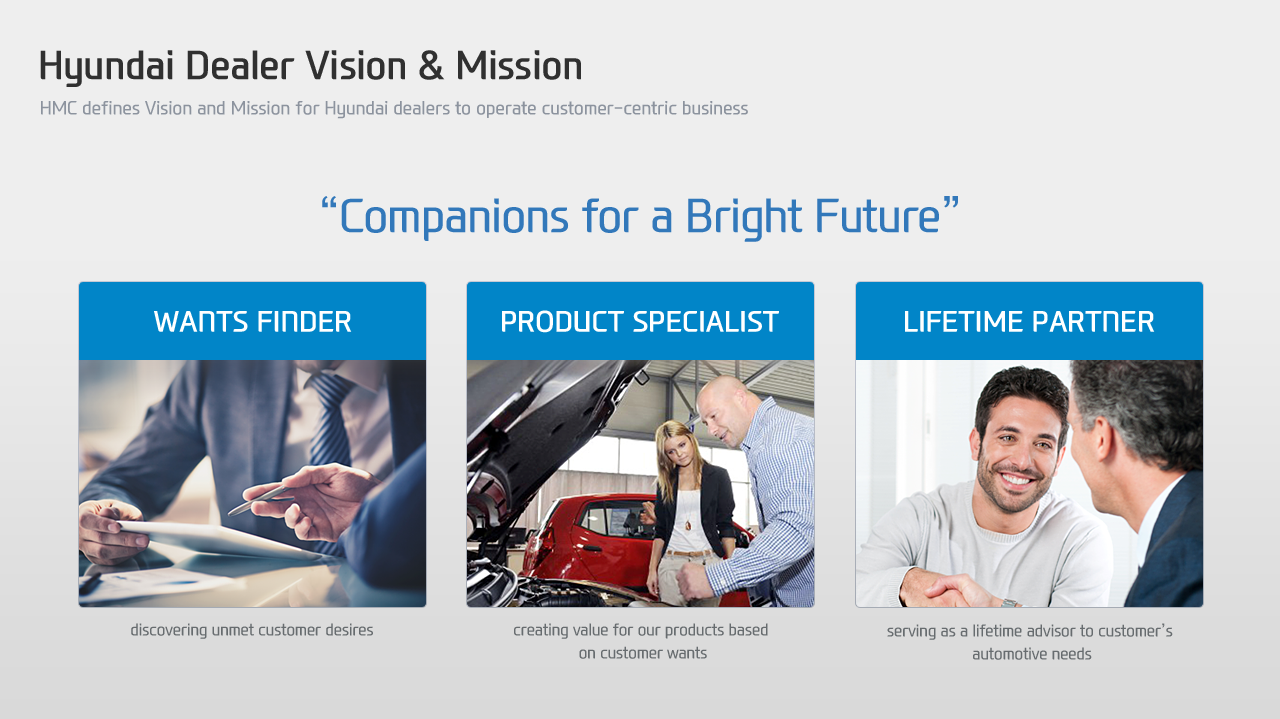 Hyundai Dealer Vision & Mission
HMC defines Vision and Mission for Hyundai dealers to operate customer-centric business
“Companions for a Bright Future”
WANTS FINDER
PRODUCT SPECIALIST
LIFETIME PARTNER
discovering unmet customer desires
creating value for our products based
on customer wants
serving as a lifetime advisor to customer’s
automotive needs